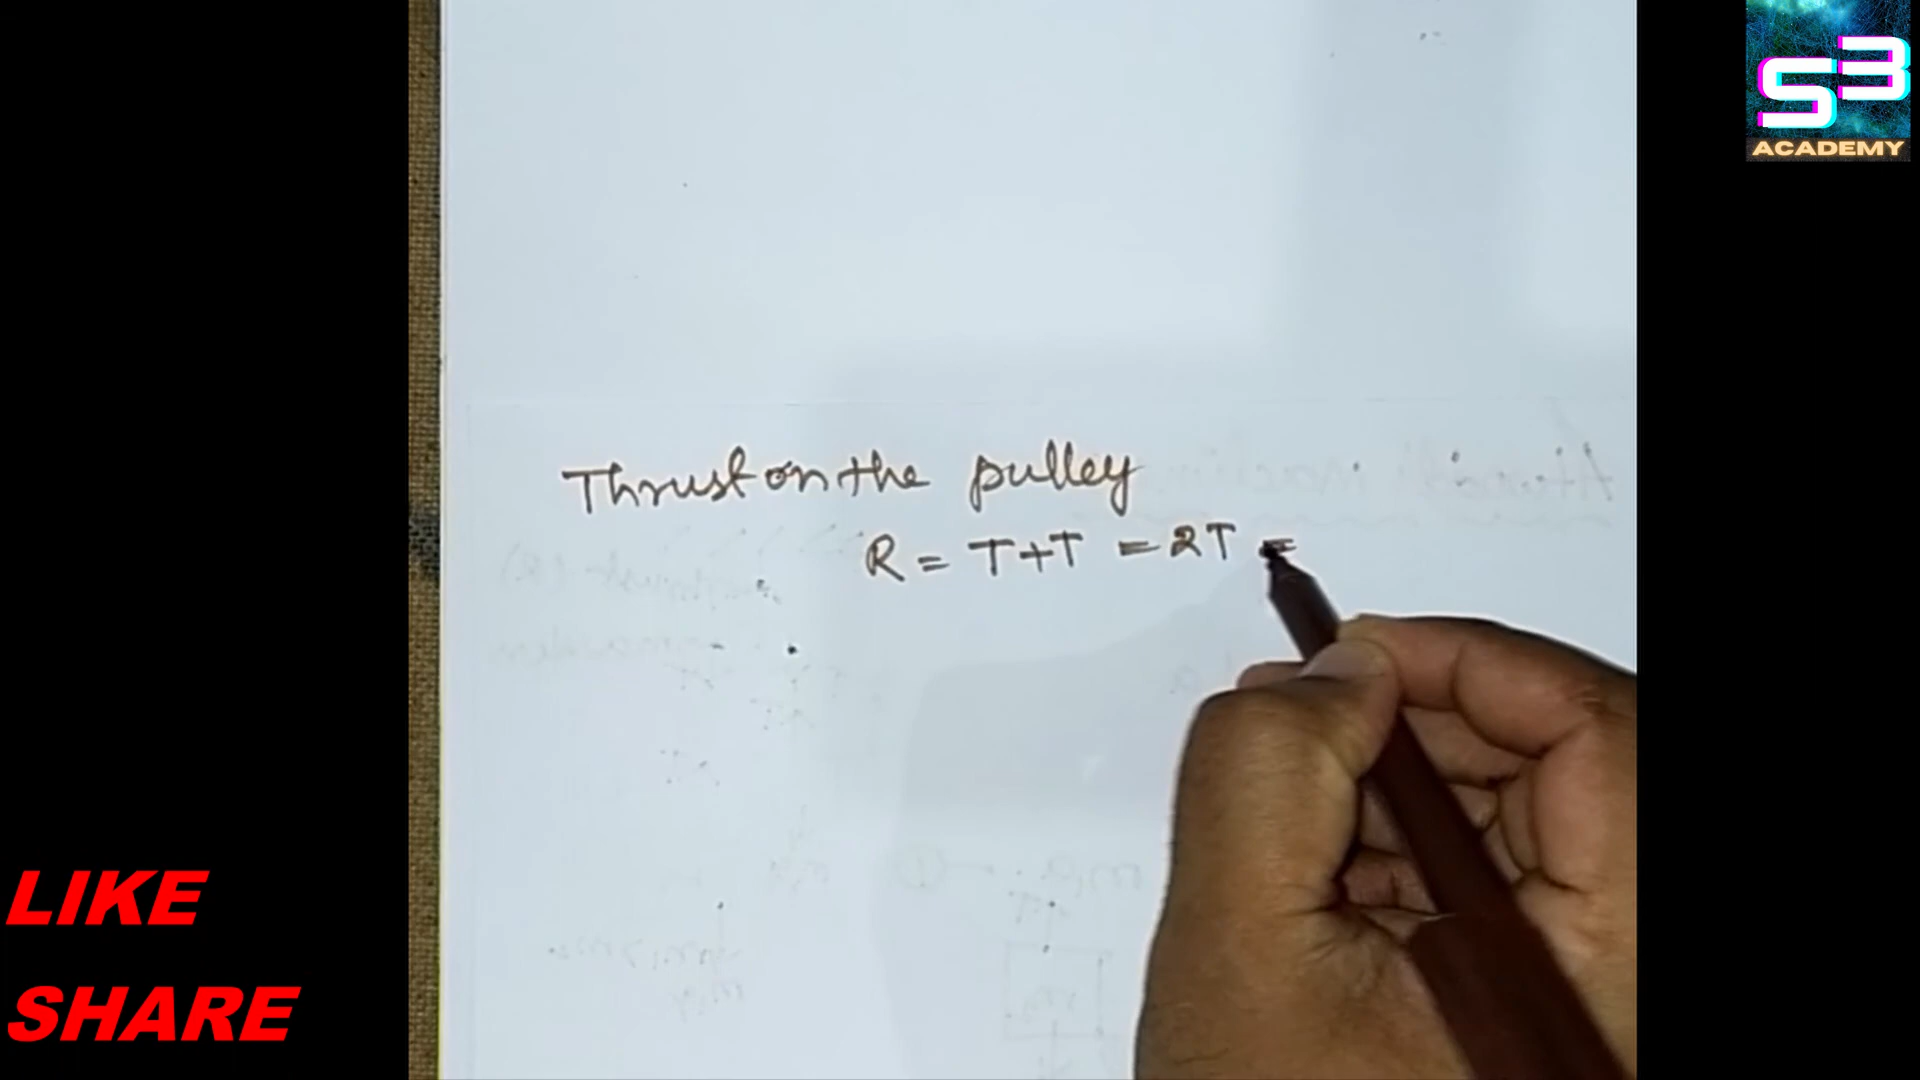 S3
ACADEMY
Thrust on the pulley
R = T+T = 2T =
LIKE
SHARE